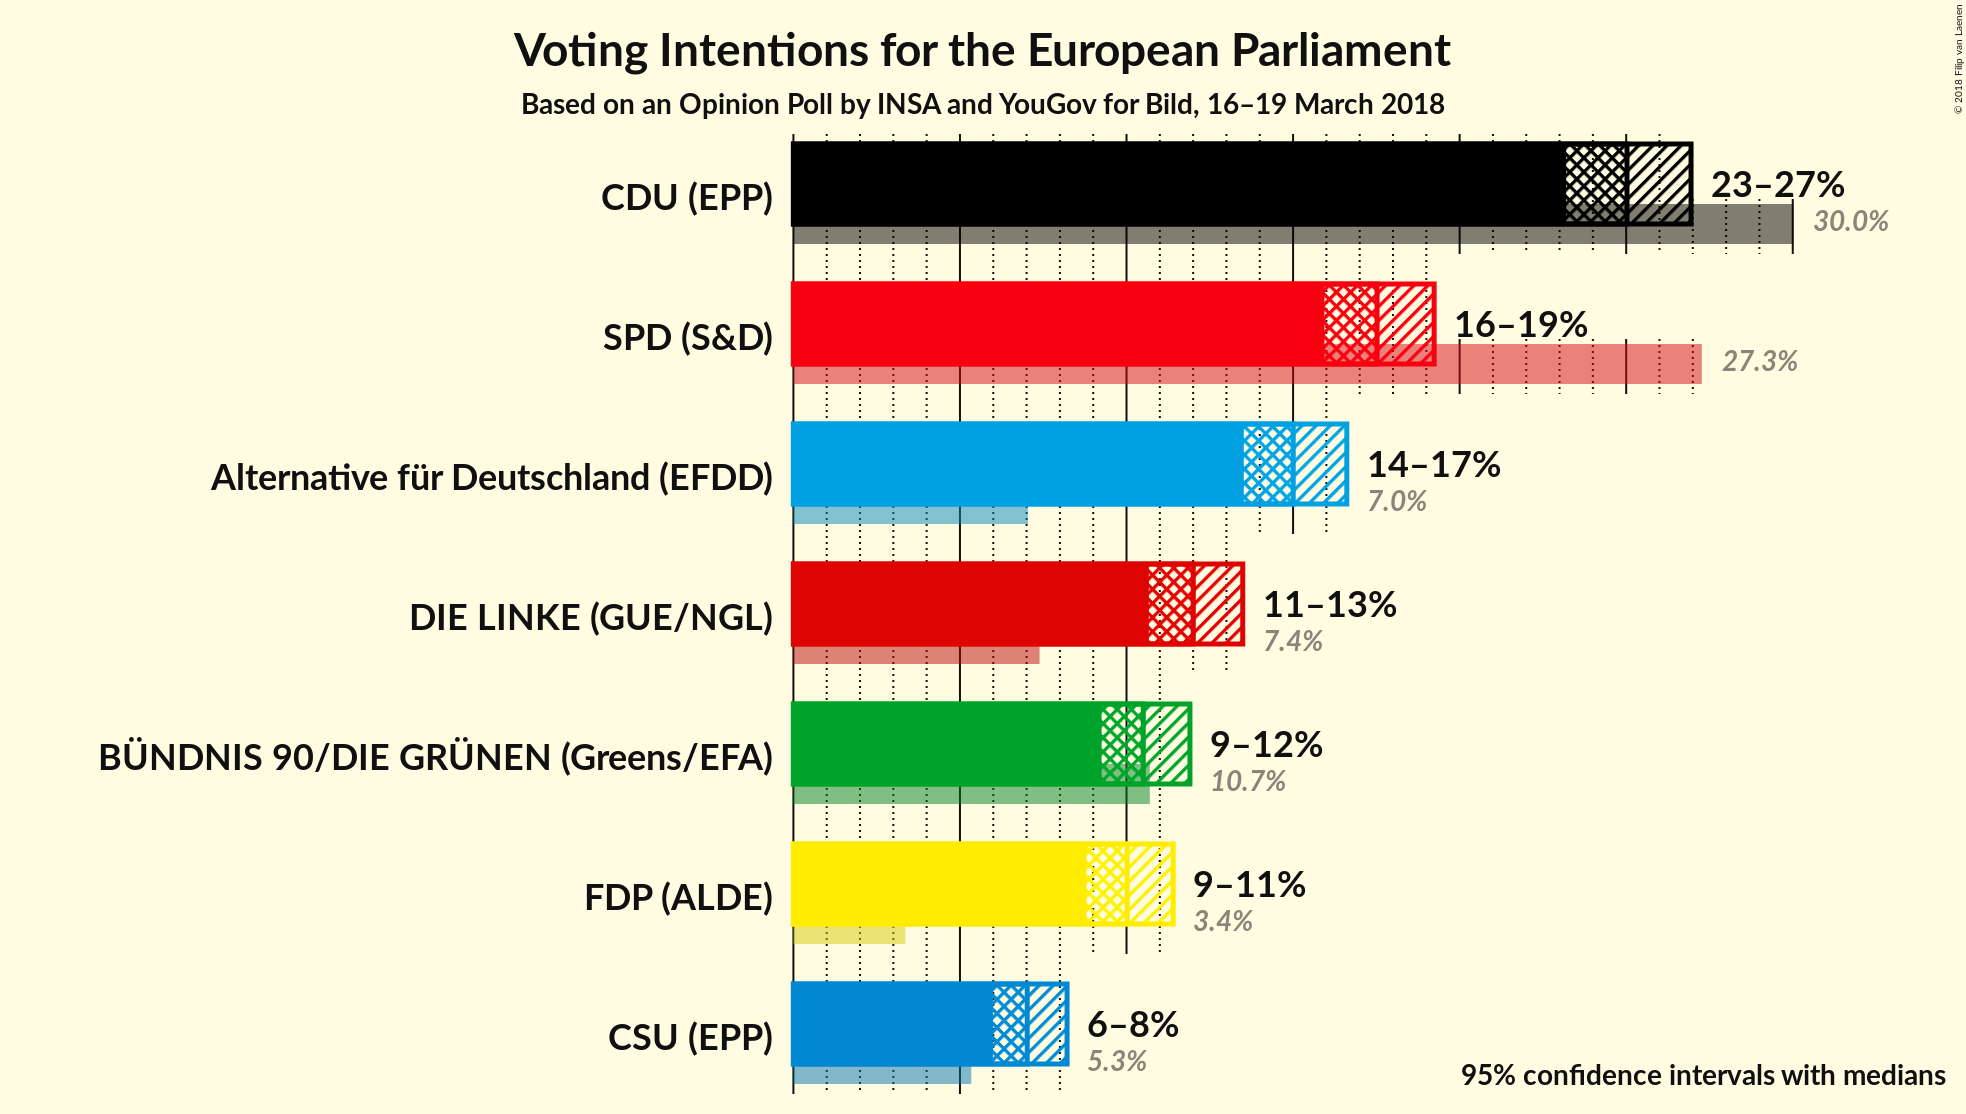 Voting Intentions for the European Parliament
Based on an Opinion Poll by INSA and YouGov for Bild, 16–19 March 2018
© 2018 Filip van Laenen
CDU (EPP)
23–27%
30.0%
SPD (S&D)
16–19%
27.3%
Alternative für Deutschland (EFDD)
14–17%
7.0%
DIE LINKE (GUE/NGL)
11–13%
7.4%
BÜNDNIS 90/DIE GRÜNEN (Greens/EFA)
9–12%
10.7%
FDP (ALDE)
9–11%
3.4%
CSU (EPP)
6–8%
5.3%
95% confidence intervals with medians